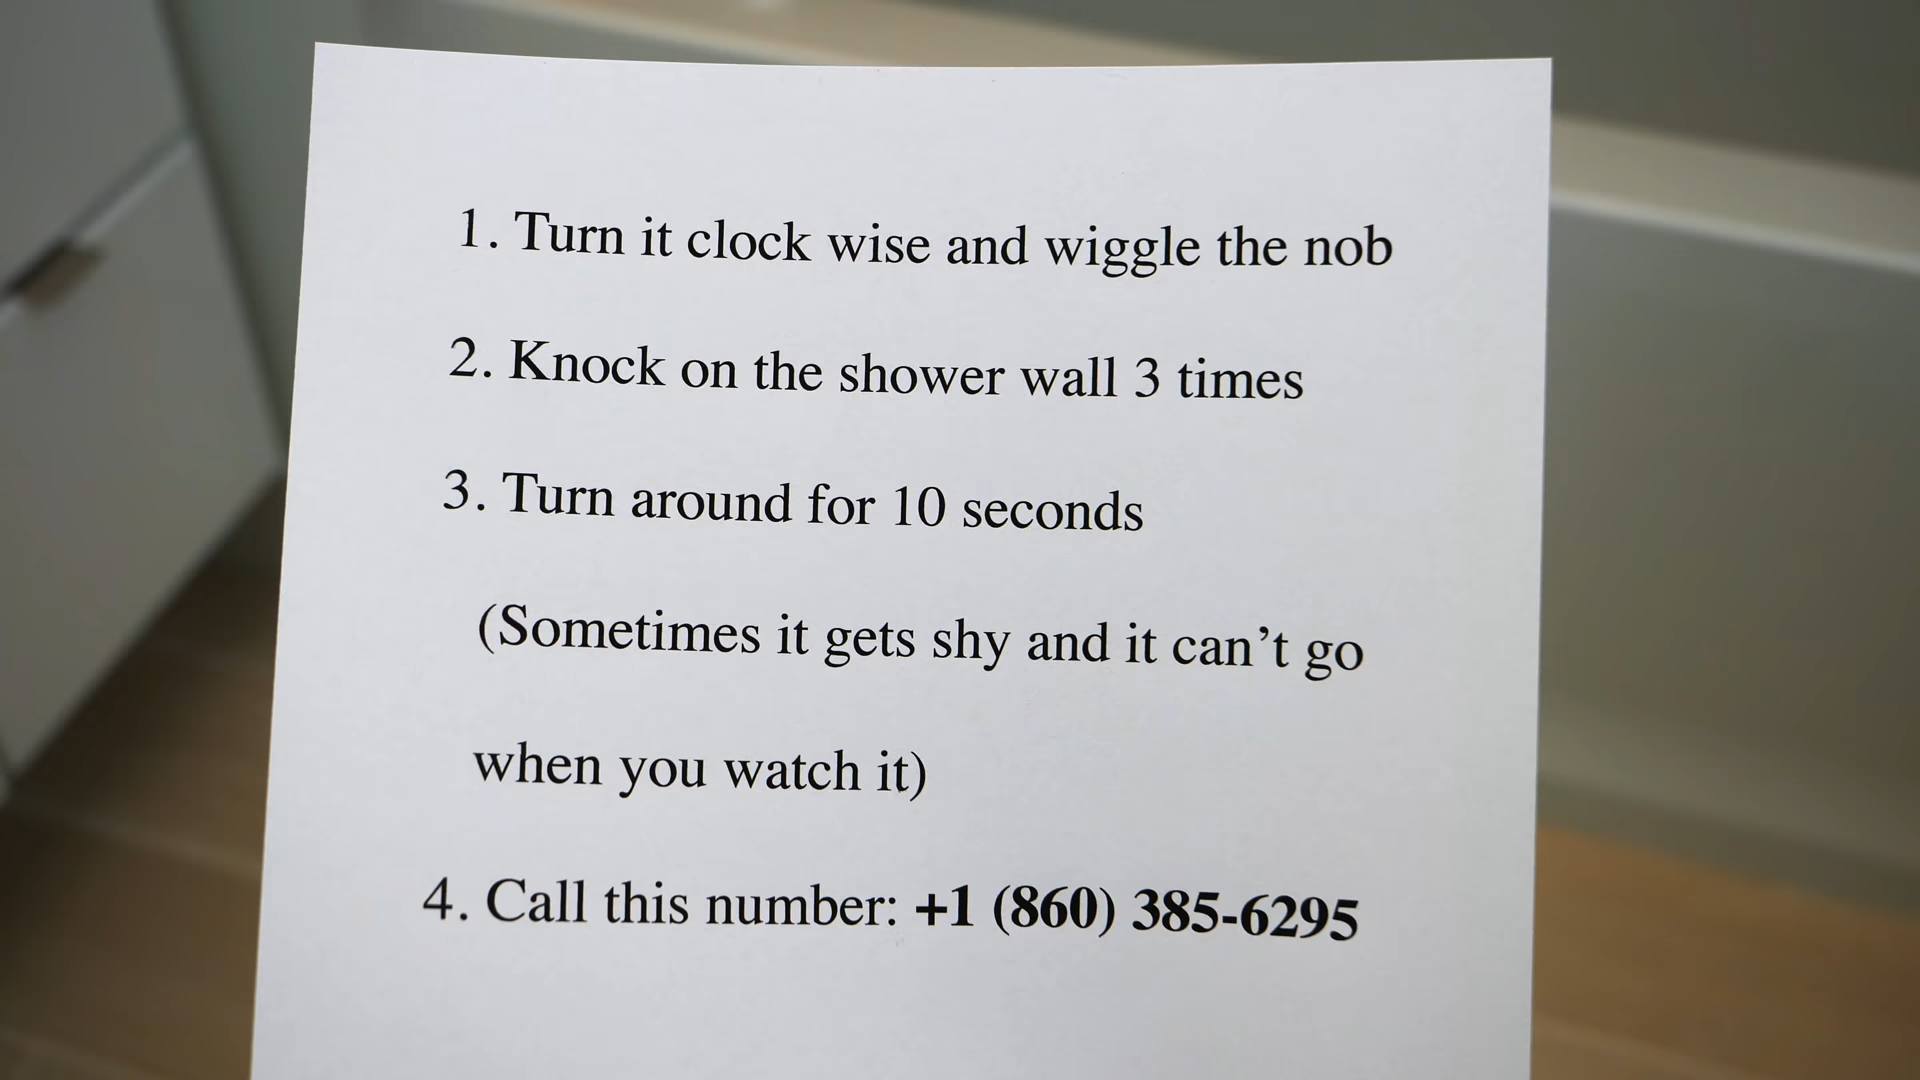 1. Turn it clock wise and wiggle the nob
2. Knock on the shower wall 3 times
3. Turn around for 10 seconds
(Sometimes it gets shy and it can’t go
when you watch it)
4. Call this number: +1 (860) 385-6295